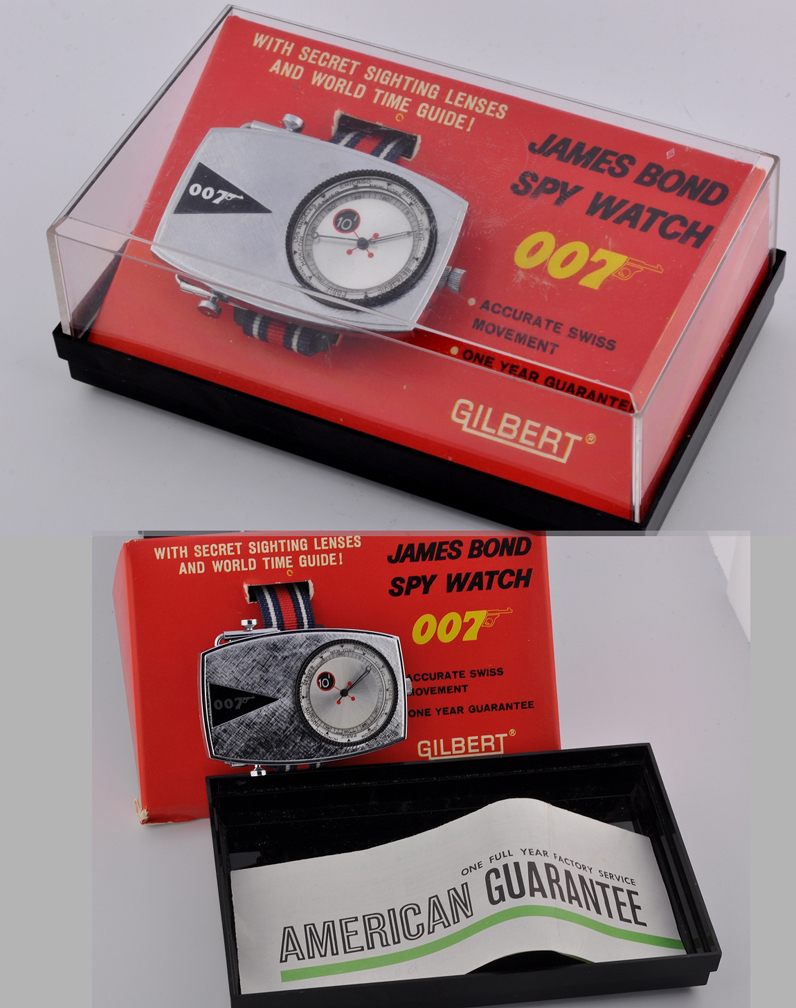 WITH SECRET SIGHTING LENSES
AND WORLD TIME GUIDE!
JAMES BOND
SPY WATCH
007
007
10
• ACCURATE SWISS
MOVEMENT
• ONE YEAR GUARANTEE
GILBERT®
WITH SECRET SIGHTING LENSES
AND WORLD TIME GUIDE!
JAMES BOND
SPY WATCH
007
007
10
ACCURATE SWISS
MOVEMENT
ONE YEAR GUARANTEE
GILBERT®
ONE FULL YEAR FACTORY SERVICE
AMERICAN GUARANTEE